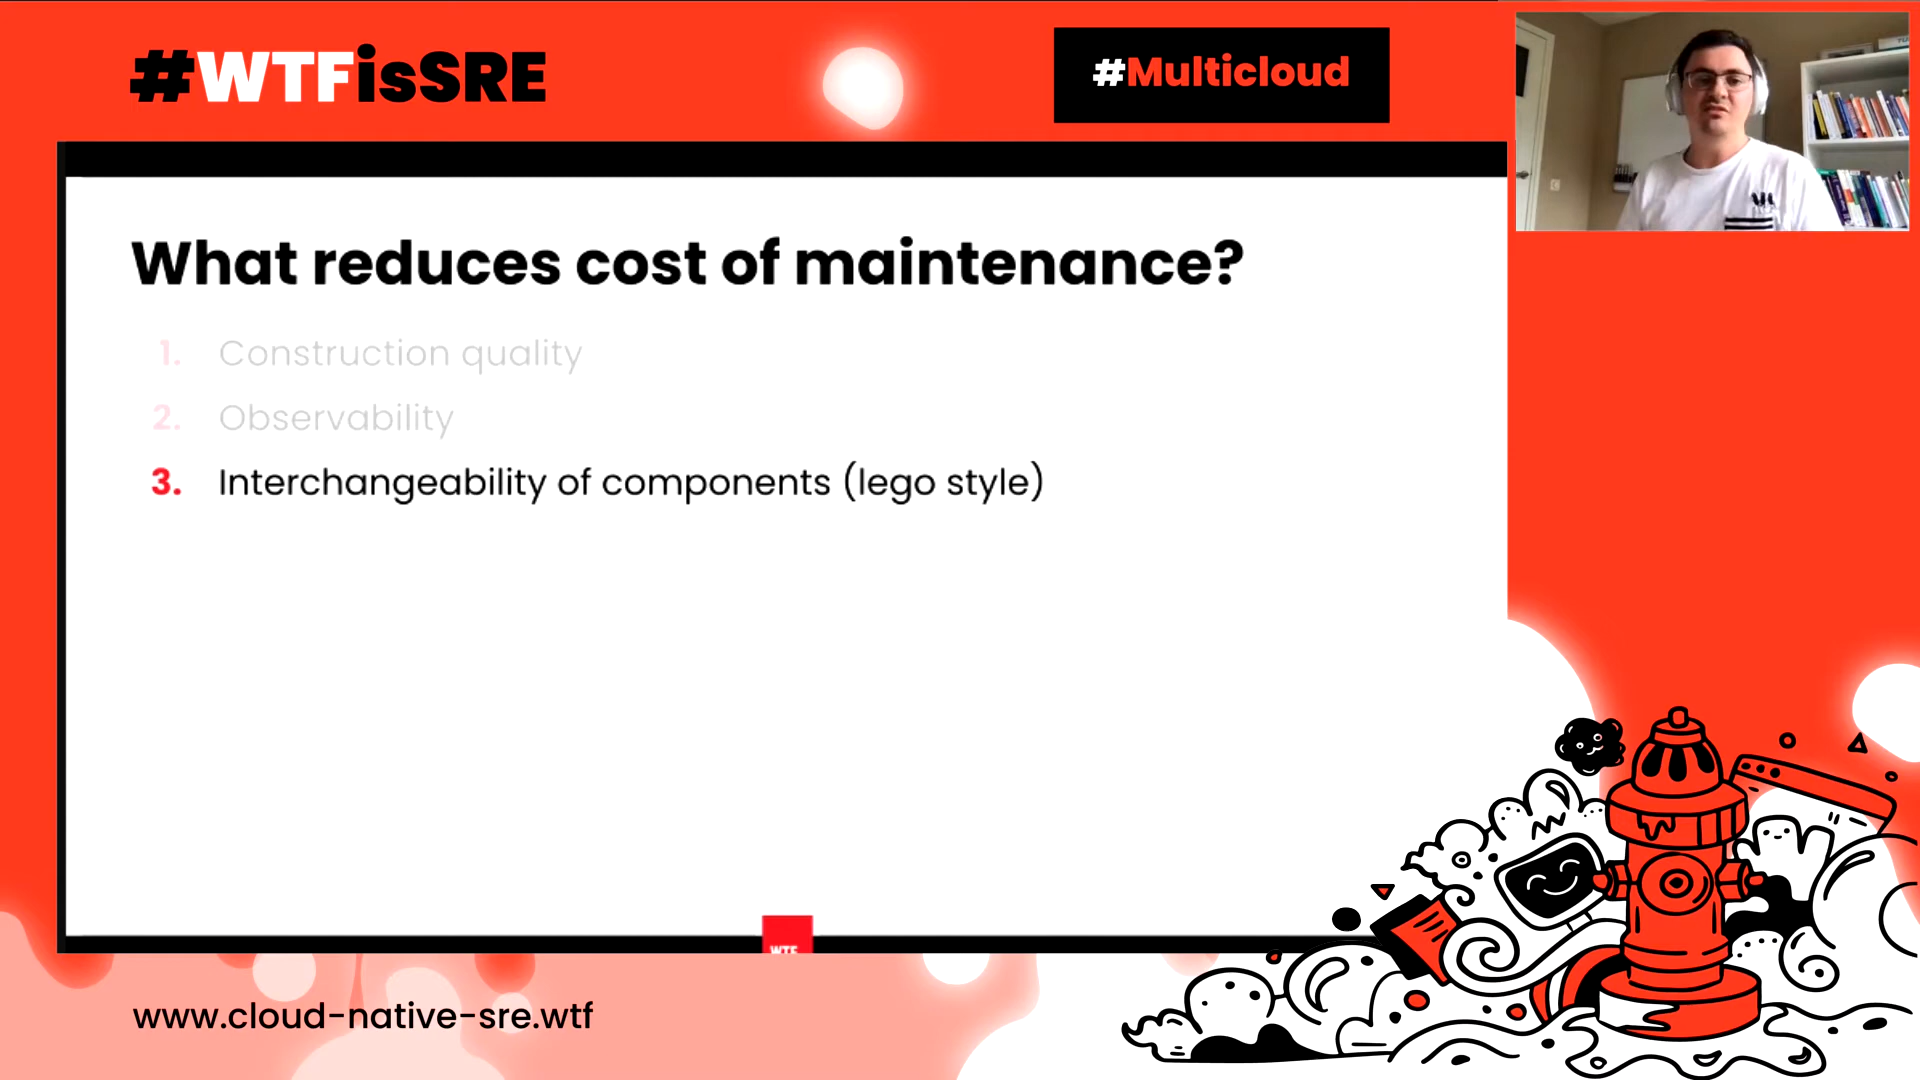 #WTFisSRE
#Multicloud
What reduces cost of maintenance?
1. Construction quality
2. Observability
3. Interchangeability of components (lego style)
WTF
www.cloud-native-sre.wtf